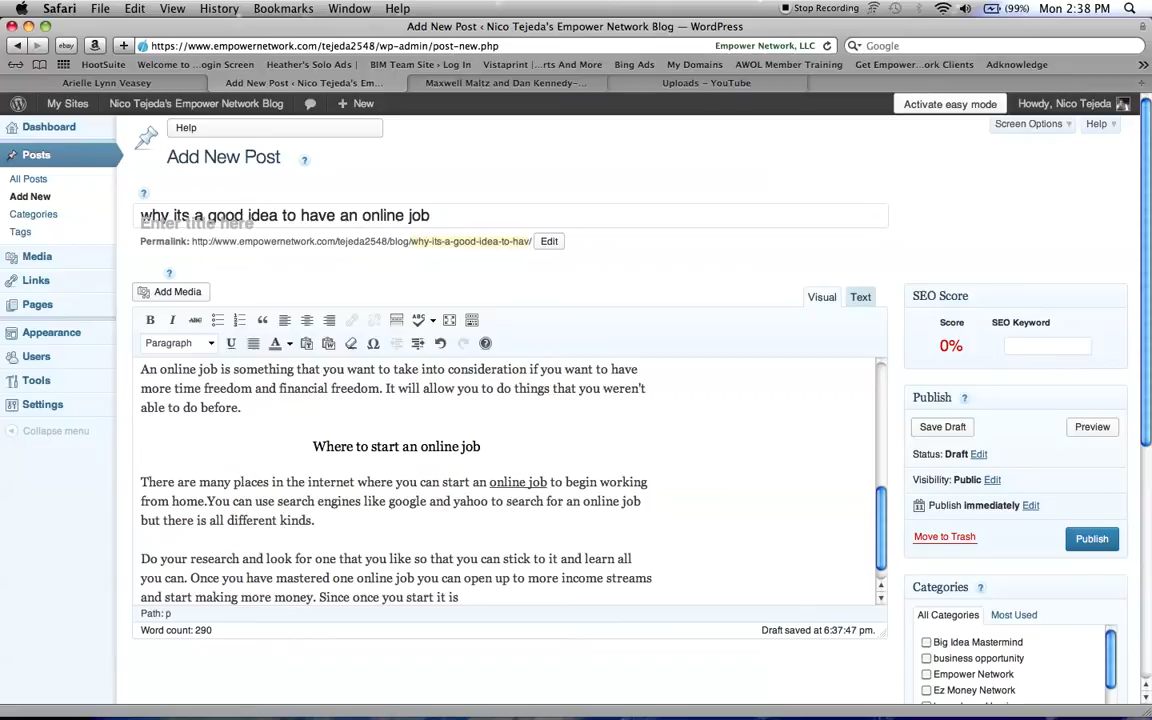 Safari File Edit View History Bookmarks Window Help Stop Recording (99%) Mon 2:38 PM
Add New Post ‹ Nico Tejeda's Empower Network Blog — WordPress
https://www.empowernetwork.com/tejeda2548/wp-admin/post-new.php Empower Network, LLC Google
HootSuite Welcome to ...ogin Screen Heather's Solo Ads BIM Team Site › Log In Vistaprint |...rts And More Bing Ads My Domains AWOL Member Training Get Empower...ork Clients Adknowledge
Arielle Lynn Veasey Add New Post ‹ Nico Tejeda's Em... Maxwell Maltz and Dan Kennedy–... Uploads – YouTube
My Sites Nico Tejeda's Empower Network Blog + New Activate easy mode Howdy, Nico Tejeda
Dashboard
Posts
All Posts
Add New
Categories
Tags
Media
Links
Pages
Appearance
Users
Tools
Settings
Collapse menu
Help
Screen Options Help
Add New Post ?
?
why its a good idea to have an online job
Enter title here
Permalink: http://www.empowernetwork.com/tejeda2548/blog/why-its-a-good-idea-to-hav/ Edit
?
Add Media
Visual Text
B I ABC ABC
Paragraph U A Ω ?
An online job is something that you want to take into consideration if you want to have
more time freedom and financial freedom. It will allow you to do things that you weren't
able to do before.
Where to start an online job
There are many places in the internet where you can start an online job to begin working
from home.You can use search engines like google and yahoo to search for an online job
but there is all different kinds.
Do your research and look for one that you like so that you can stick to it and learn all
you can. Once you have mastered one online job you can open up to more income streams
and start making more money. Since once you start it is
Path: p
Word count: 290 Draft saved at 6:37:47 pm.
SEO Score
Score SEO Keyword
0%
Publish ?
Save Draft Preview
Status: Draft Edit
Visibility: Public Edit
Publish immediately Edit
Move to Trash Publish
Categories ?
All Categories Most Used
Big Idea Mastermind
business opportunity
Empower Network
Ez Money Network